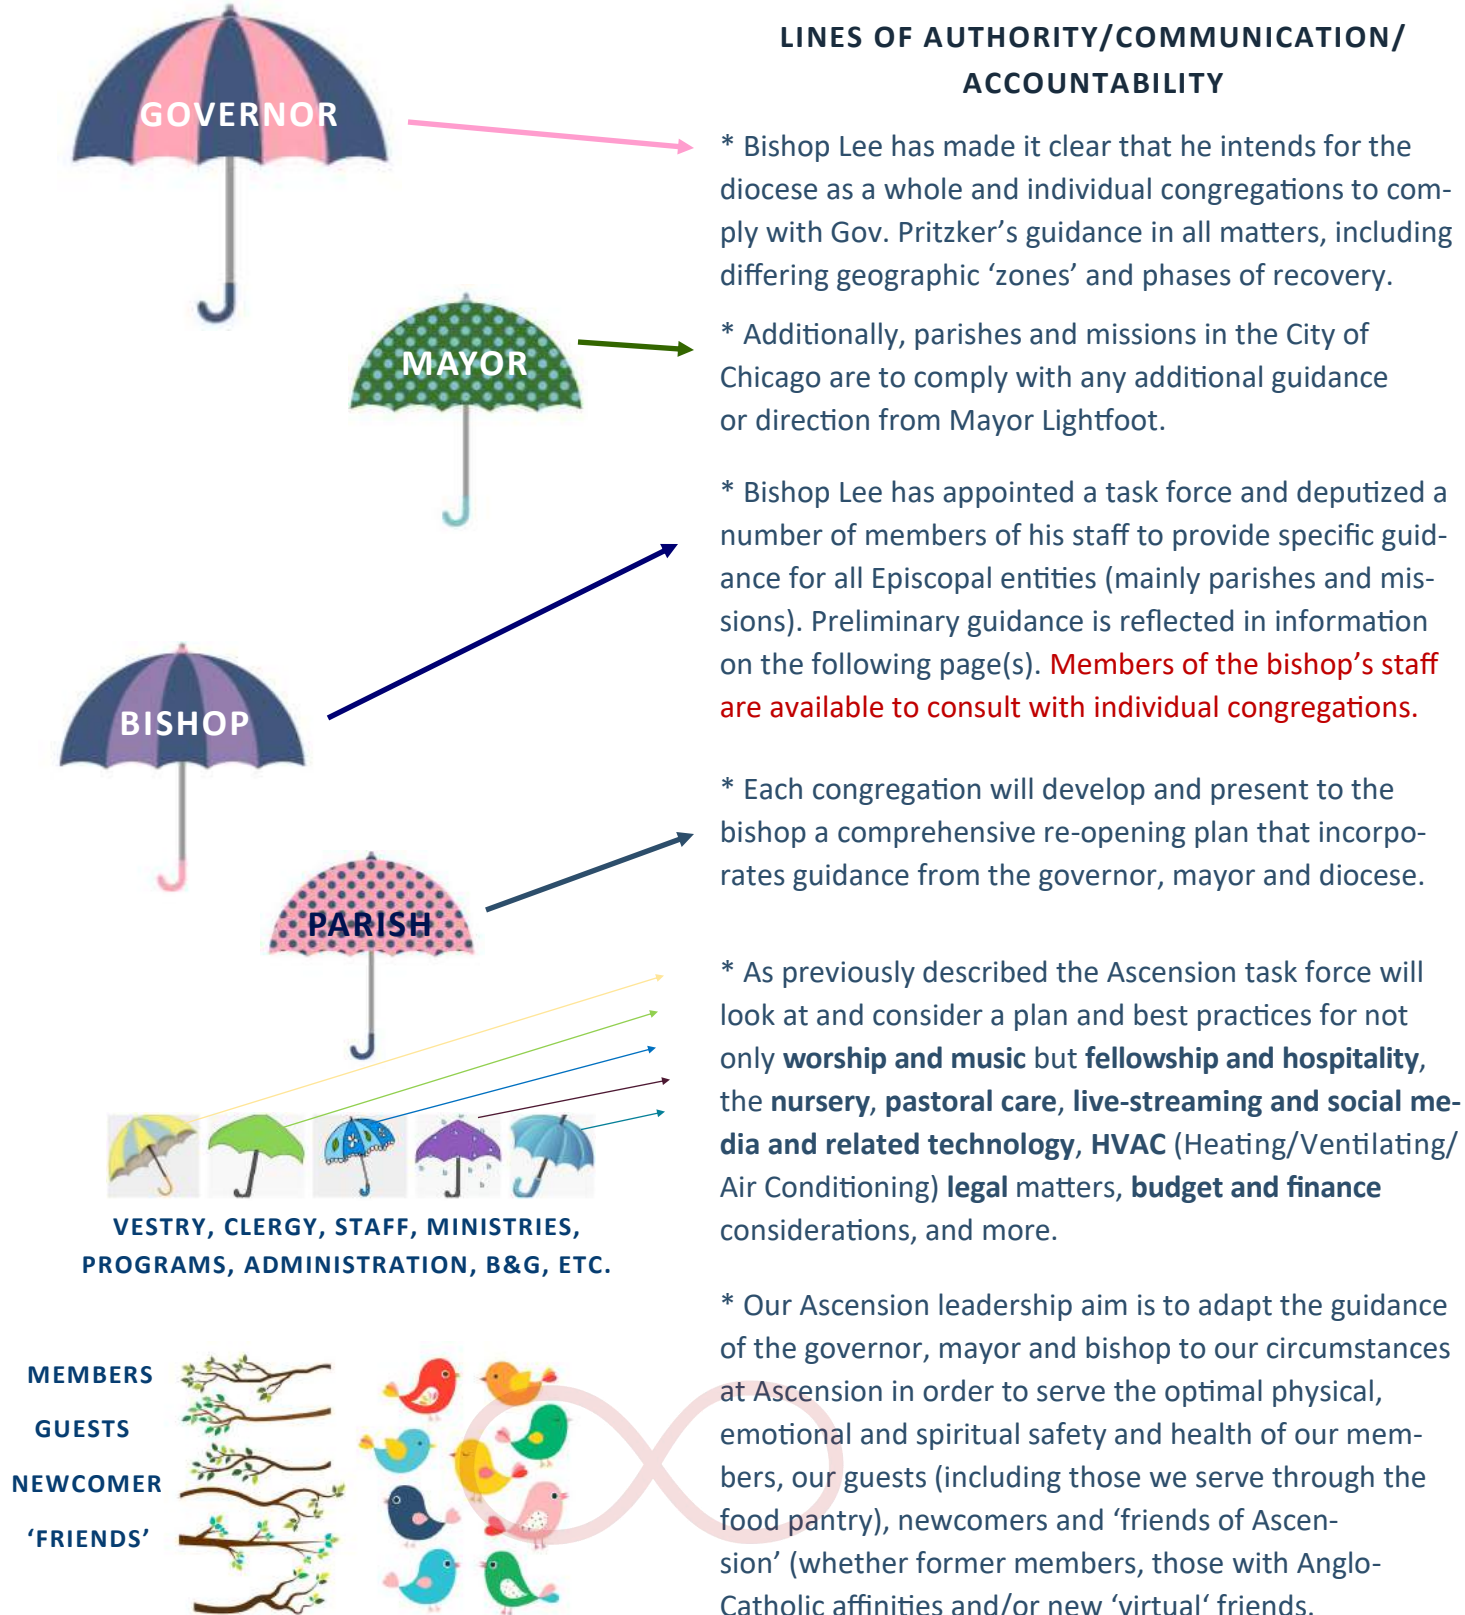 LINES OF AUTHORITY/COMMUNICATION/
ACCOUNTABILITY
GOVERNOR
* Bishop Lee has made it clear that he intends for the
diocese as a whole and individual congregations to com-
ply with Gov. Pritzker’s guidance in all matters, including
differing geographic ‘zones’ and phases of recovery.
MAYOR
* Additionally, parishes and missions in the City of
Chicago are to comply with any additional guidance
or direction from Mayor Lightfoot.
BISHOP
* Bishop Lee has appointed a task force and deputized a
number of members of his staff to provide specific guid-
ance for all Episcopal entities (mainly parishes and mis-
sions). Preliminary guidance is reflected in information
on the following page(s). Members of the bishop’s staff
are available to consult with individual congregations.
PARISH
* Each congregation will develop and present to the
bishop a comprehensive re-opening plan that incorpo-
rates guidance from the governor, mayor and diocese.
* As previously described the Ascension task force will
look at and consider a plan and best practices for not
only worship and music but fellowship and hospitality,
the nursery, pastoral care, live-streaming and social me-
dia and related technology, HVAC (Heating/Ventilating/
Air Conditioning) legal matters, budget and finance
considerations, and more.
VESTRY, CLERGY, STAFF, MINISTRIES,
PROGRAMS, ADMINISTRATION, B&G, ETC.
MEMBERS
GUESTS
NEWCOMER
‘FRIENDS’
* Our Ascension leadership aim is to adapt the guidance
of the governor, mayor and bishop to our circumstances
at Ascension in order to serve the optimal physical,
emotional and spiritual safety and health of our mem-
bers, our guests (including those we serve through the
food pantry), newcomers and ‘friends of Ascen-
sion’ (whether former members, those with Anglo-
Catholic affinities and/or new ‘virtual‘ friends.